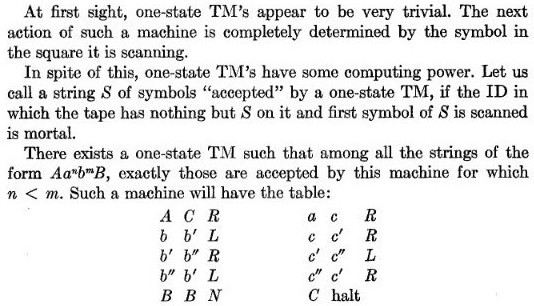 At first sight, one-state TM's appear to be very trivial. The next
action of such a machine is completely determined by the symbol in
the square it is scanning.
In spite of this, one-state TM's have some computing power. Let us
call a string S of symbols "accepted" by a one-state TM, if the ID in
which the tape has nothing but S on it and first symbol of S is scanned
is mortal.
There exists a one-state TM such that among all the strings of the
form AaⁿbᵐB, exactly those are accepted by this machine for which
n < m. Such a machine will have the table:
A C R a c R
b b' L c c' R
b' b" R c' c" L
b" b' L c" c' R
B B N C halt